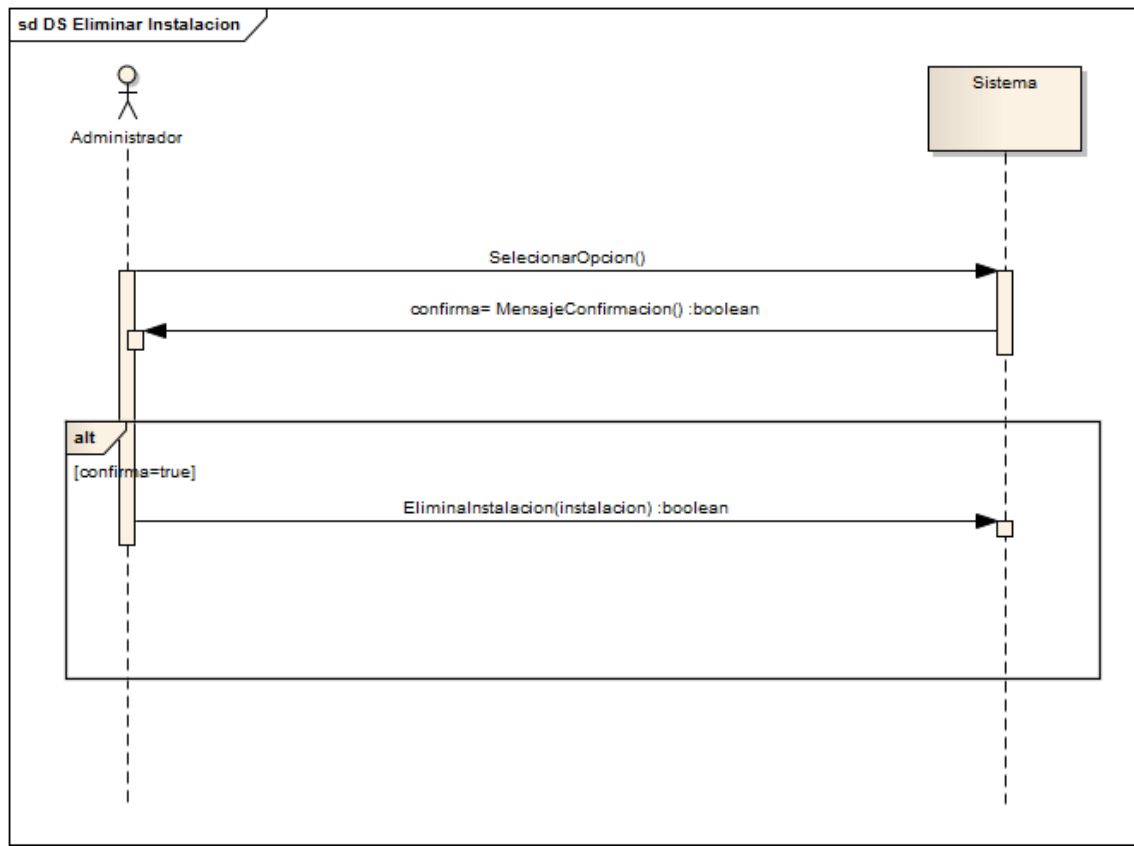 sd DS Eliminar Instalacion
Administrador
Sistema
SelecionarOpcion()
confirma= MensajeConfirmacion() :boolean
alt
[confirma=true]
EliminaInstalacion(instalacion) :boolean